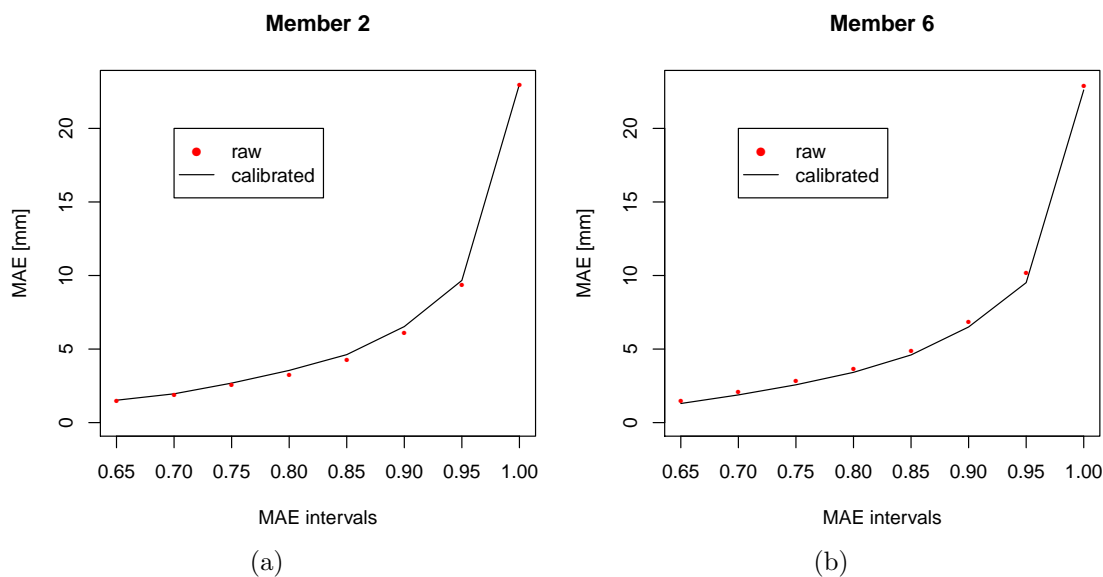 Member 2
MAE [mm]
20
15
10
5
0
raw
calibrated
0.65 0.70 0.75 0.80 0.85 0.90 0.95 1.00
MAE intervals
(a)
Member 6
MAE [mm]
20
15
10
5
0
raw
calibrated
0.65 0.70 0.75 0.80 0.85 0.90 0.95 1.00
MAE intervals
(b)